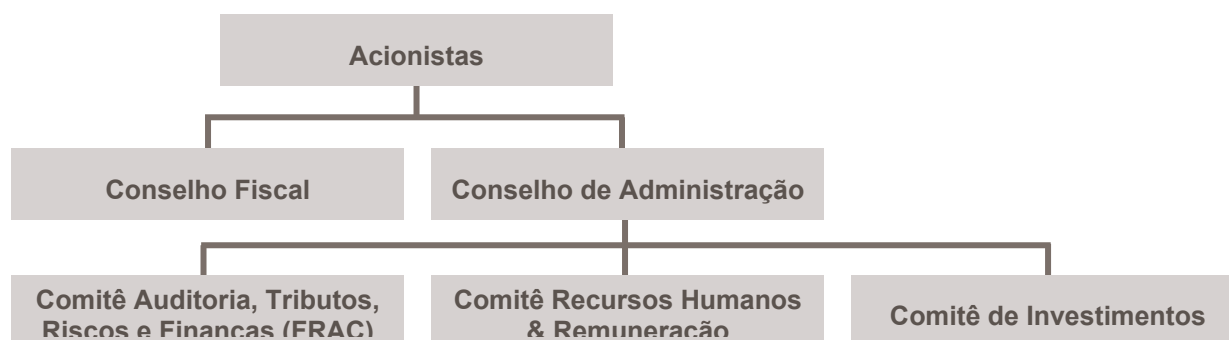 Acionistas
Conselho Fiscal
Conselho de Administração
Comitê Auditoria, Tributos,
Riscos e Finanças (FRAC)
Comitê Recursos Humanos
& Remuneração
Comitê de Investimentos